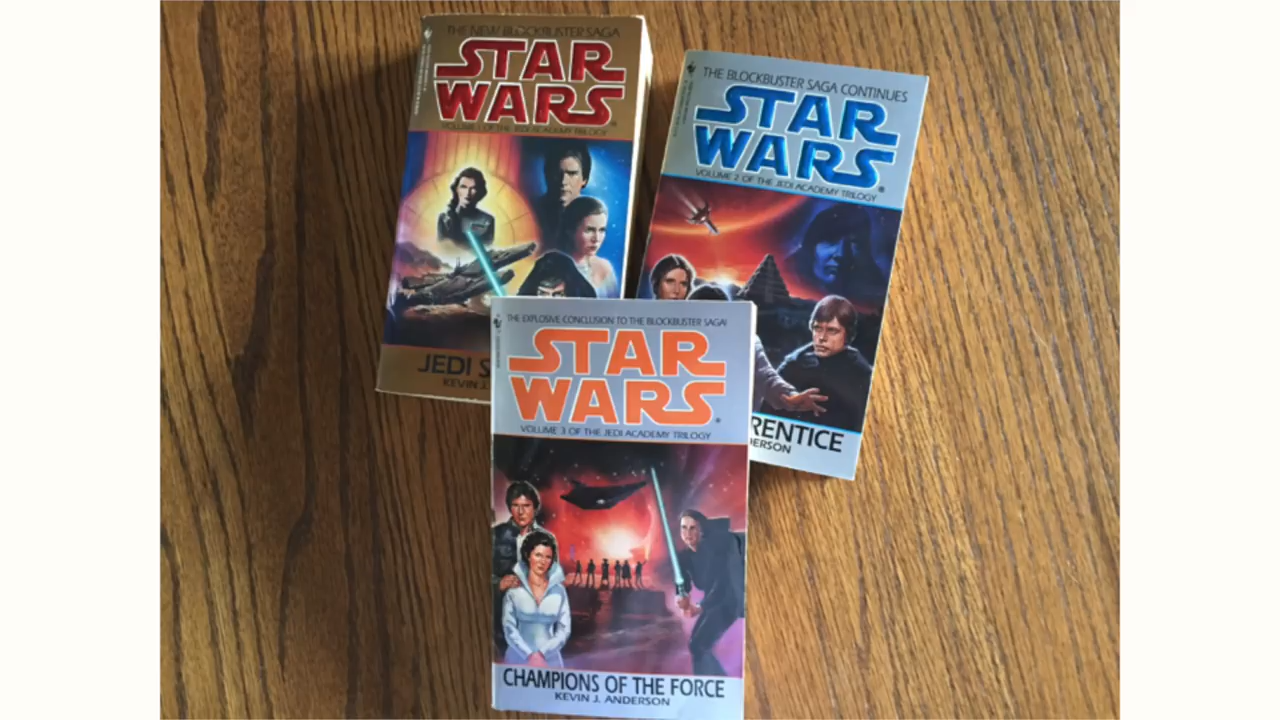 THE NEW BLOCKBUSTER SAGA
STAR
WARS
VOLUME 1 OF THE JEDI ACADEMY TRILOGY
JEDI S
KEVIN J.
THE BLOCKBUSTER SAGA CONTINUES
STAR
WARS®
VOLUME 2 OF THE JEDI ACADEMY TRILOGY
RENTICE
ERSON
THE EXPLOSIVE CONCLUSION TO THE BLOCKBUSTER SAGA!
STAR
WARS®
VOLUME 3 OF THE JEDI ACADEMY TRILOGY
CHAMPIONS OF THE FORCE
KEVIN J. ANDERSON